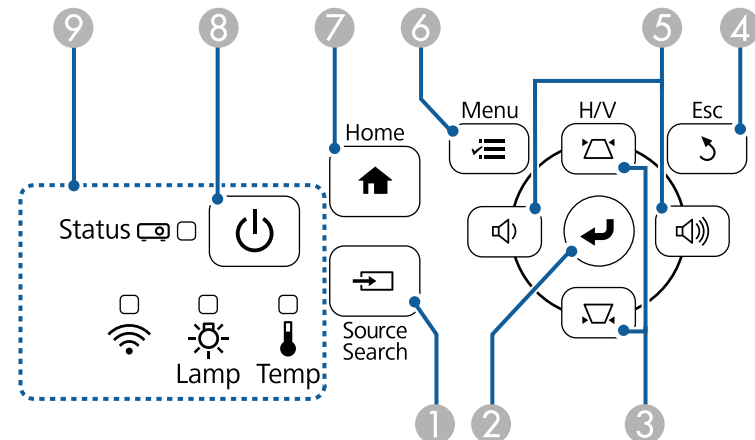 9 8 7 6 5 4
Menu H/V Esc
Home
Status
Source
Search
Lamp Temp
1 2 3